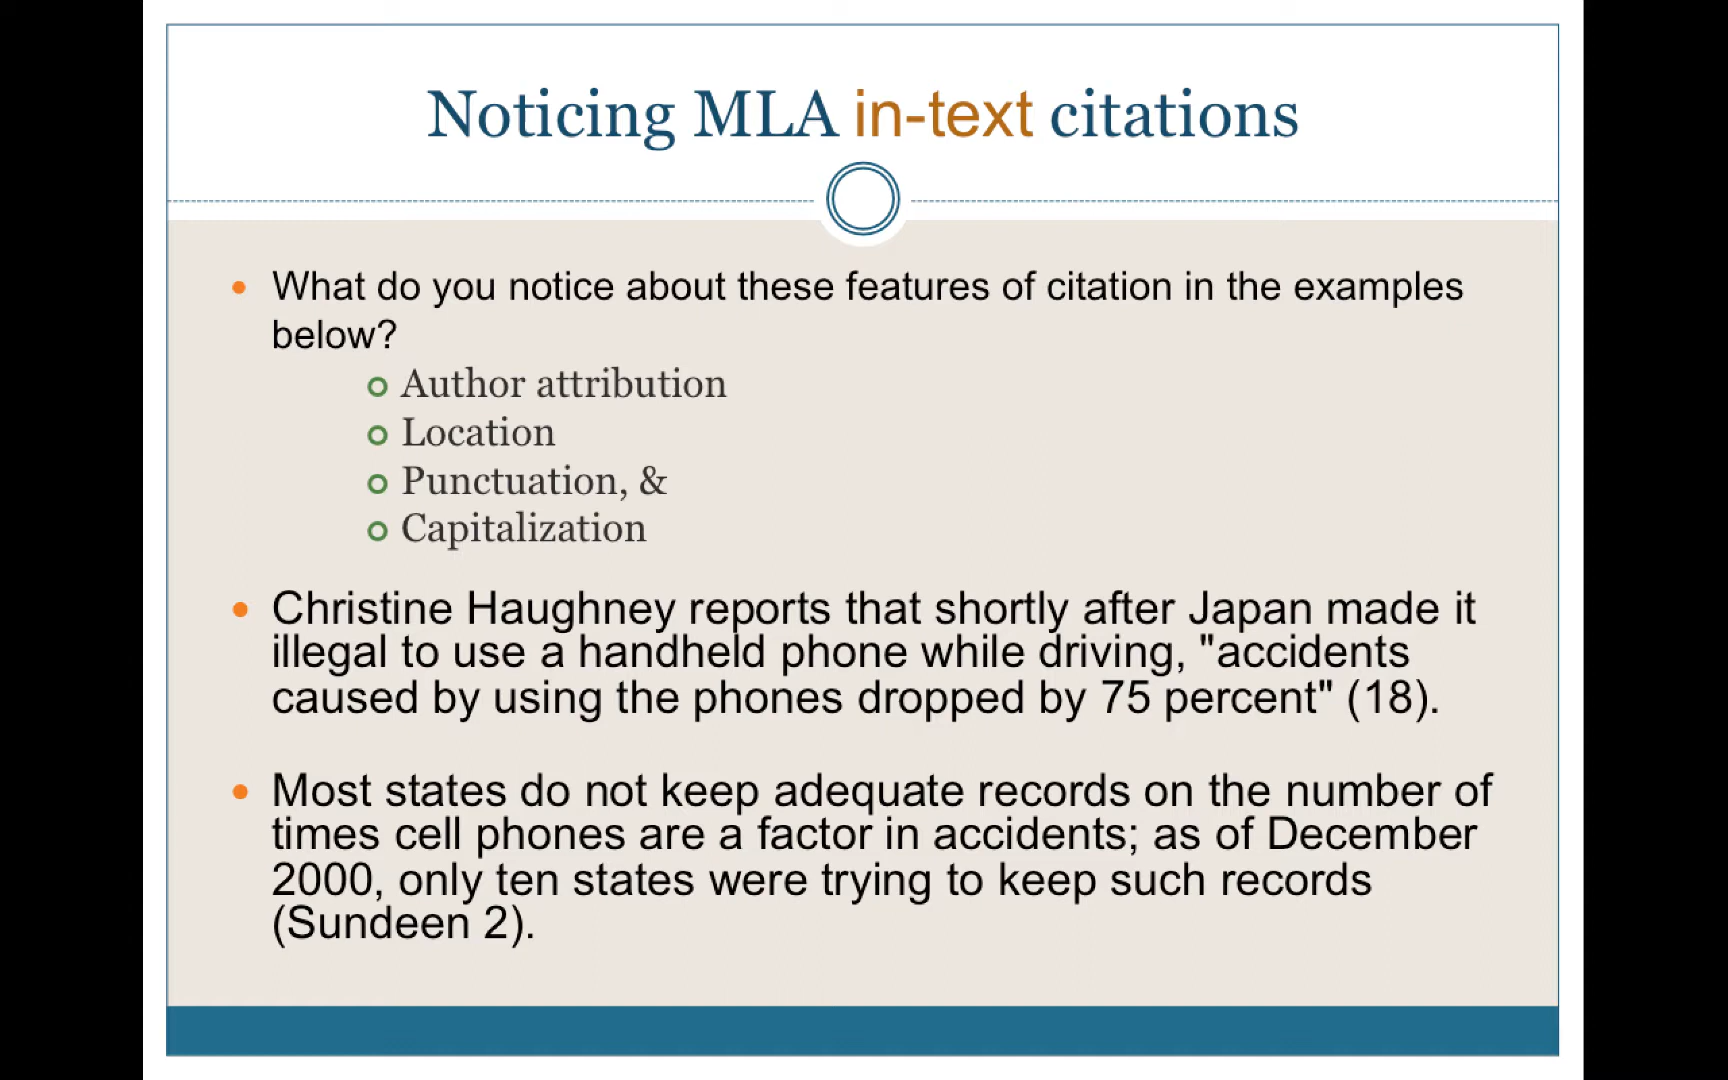 Noticing MLA in-text citations
What do you notice about these features of citation in the examples
below?
Author attribution
Location
Punctuation, &
Capitalization
Christine Haughney reports that shortly after Japan made it
illegal to use a handheld phone while driving, "accidents
caused by using the phones dropped by 75 percent" (18).
Most states do not keep adequate records on the number of
times cell phones are a factor in accidents; as of December
2000, only ten states were trying to keep such records
(Sundeen 2).